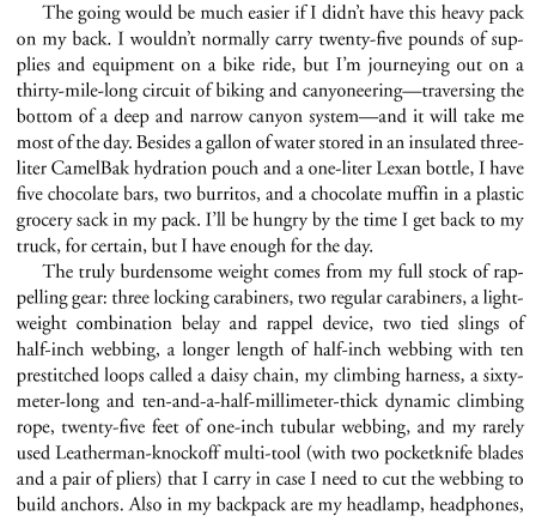 The going would be much easier if I didn't have this heavy pack
on my back. I wouldn't normally carry twenty-five pounds of sup-
plies and equipment on a bike ride, but I'm journeying out on a
thirty-mile-long circuit of biking and canyoneering—traversing the
bottom of a deep and narrow canyon system—and it will take me
most of the day. Besides a gallon of water stored in an insulated three-
liter CamelBak hydration pouch and a one-liter Lexan bottle, I have
five chocolate bars, two burritos, and a chocolate muffin in a plastic
grocery sack in my pack. I'll be hungry by the time I get back to my
truck, for certain, but I have enough for the day.
The truly burdensome weight comes from my full stock of rap-
pelling gear: three locking carabiners, two regular carabiners, a light-
weight combination belay and rappel device, two tied slings of
half-inch webbing, a longer length of half-inch webbing with ten
prestitched loops called a daisy chain, my climbing harness, a sixty-
meter-long and ten-and-a-half-millimeter-thick dynamic climbing
rope, twenty-five feet of one-inch tubular webbing, and my rarely
used Leatherman-knockoff multi-tool (with two pocketknife blades
and a pair of pliers) that I carry in case I need to cut the webbing to
build anchors. Also in my backpack are my headlamp, headphones,